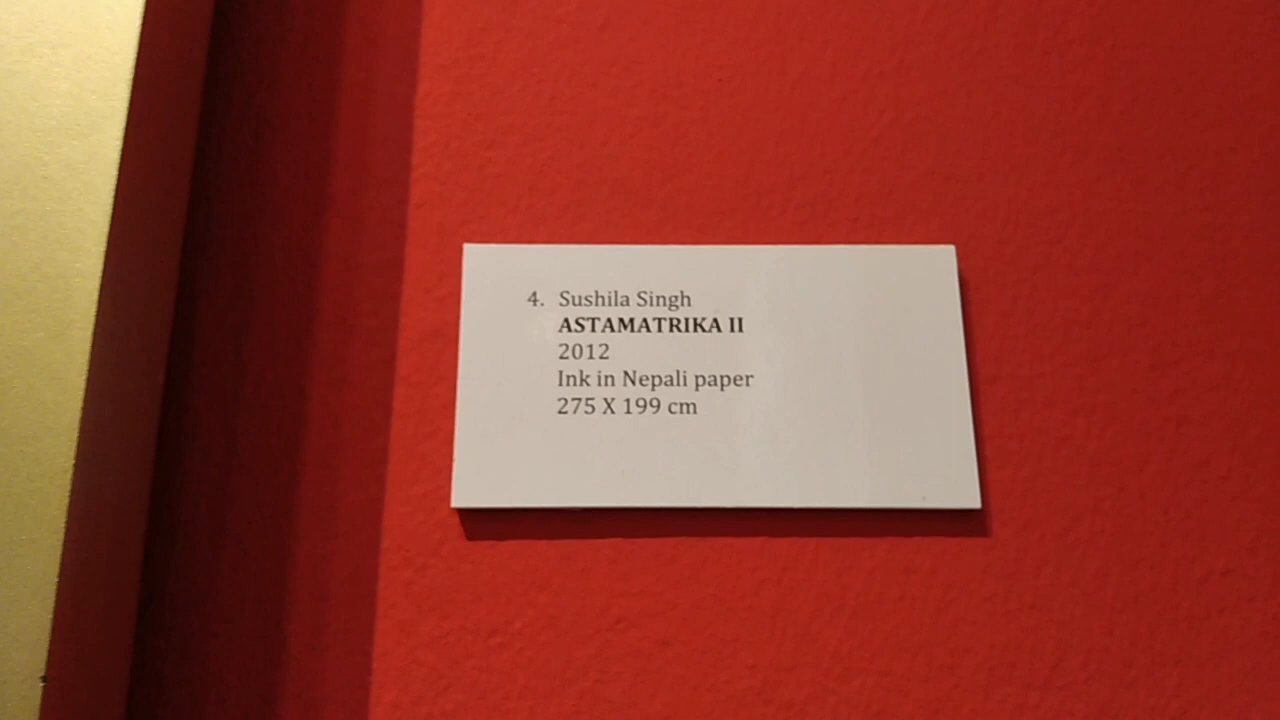 4. Sushila Singh
ASTAMATRIKA II
2012
Ink in Nepali paper
275 X 199 cm